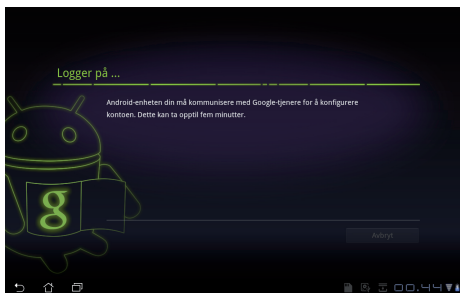 Logger på ...
Android-enheten din må kommunisere med Google-tjenere for å konfigurere
kontoen. Dette kan ta opptil fem minutter.
g
Avbryt
00.44